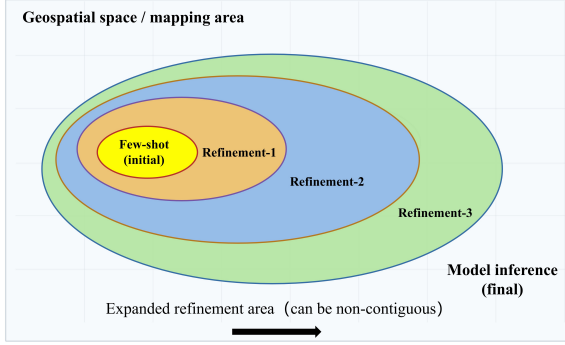 Geospatial space / mapping area
Few-shot
(initial)
Refinement-1
Refinement-2
Refinement-3
Model inference
(final)
Expanded refinement area（can be non-contiguous）